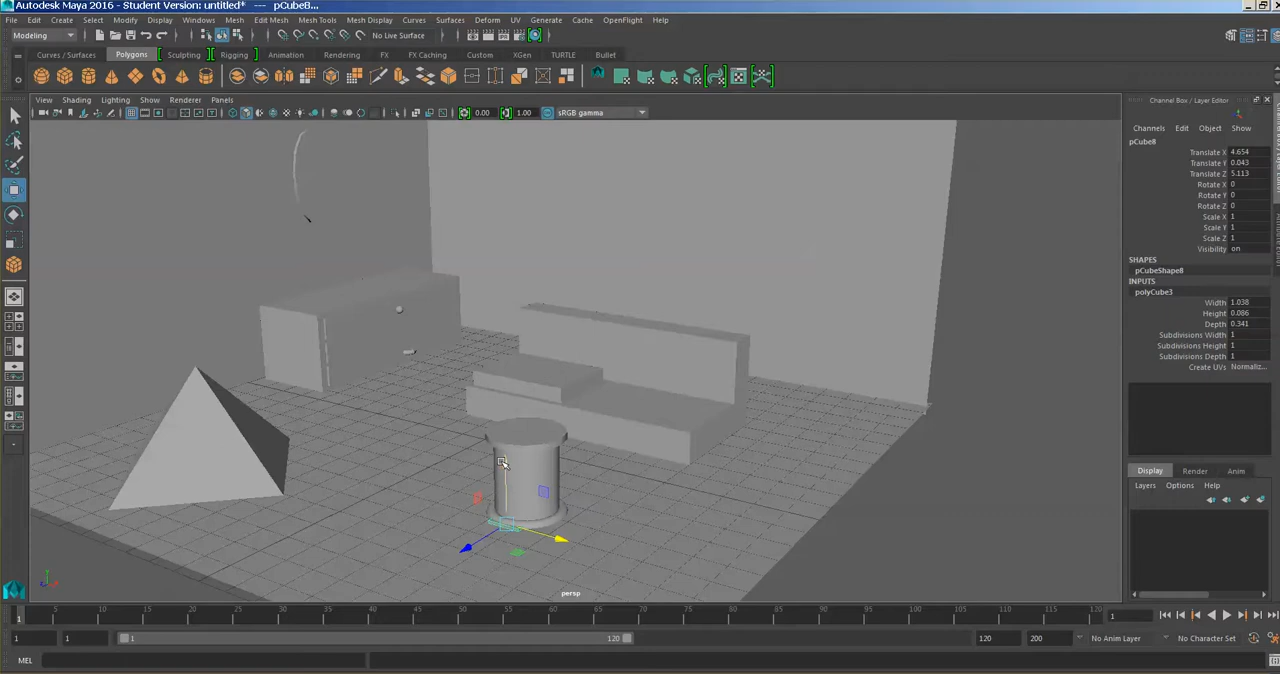 Autodesk Maya 2016 - Student Version: untitled* --- pCube8...
File Edit Create Select Modify Display Windows Mesh Edit Mesh Mesh Tools Mesh Display Curves Surfaces Deform UV Generate Cache OpenFlight Help
Modeling No Live Surface
Curves / Surfaces Polygons Sculpting Rigging Animation Rendering FX FX Caching Custom XGen TURTLE Bullet
View Shading Lighting Show Renderer Panels
0.00 1.00 sRGB gamma
Channel Box / Layer Editor
Channels Edit Object Show
pCube8
Translate X 4.654
Translate Y 0.043
Translate Z 5.113
Rotate X 0
Rotate Y 0
Rotate Z 0
Scale X 1
Scale Y 1
Scale Z 1
Visibility on
SHAPES
pCubeShape8
INPUTS
polyCube3
Width 1.038
Height 0.086
Depth 0.341
Subdivisions Width 1
Subdivisions Height 1
Subdivisions Depth 1
Create UVs Normaliz...
Display Render Anim
Layers Options Help
persp
5 10 15 20 25 30 35 40 45 50 55 60 65 70 75 80 85 90 95 100 105 110 115 120
1 1
1 1 1 120 120 200 No Anim Layer No Character Set
MEL